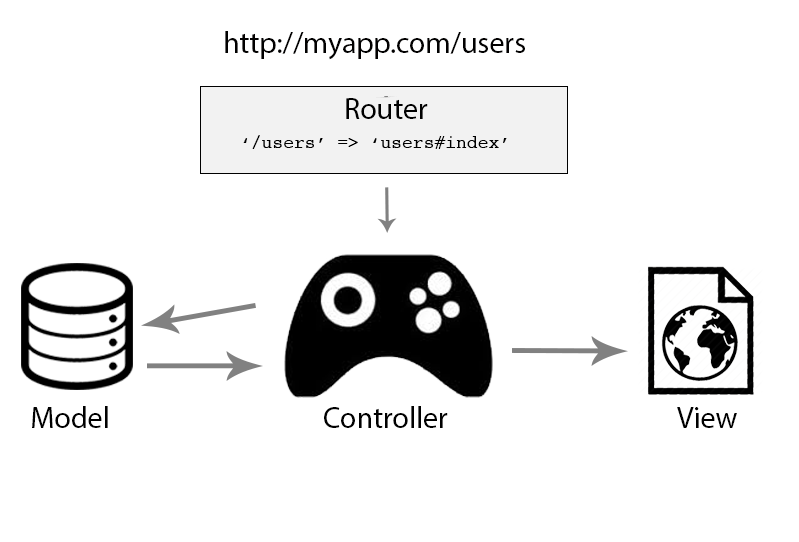 http://myapp.com/users
Router
‘/users’ => ‘users#index’
Model
Controller
View